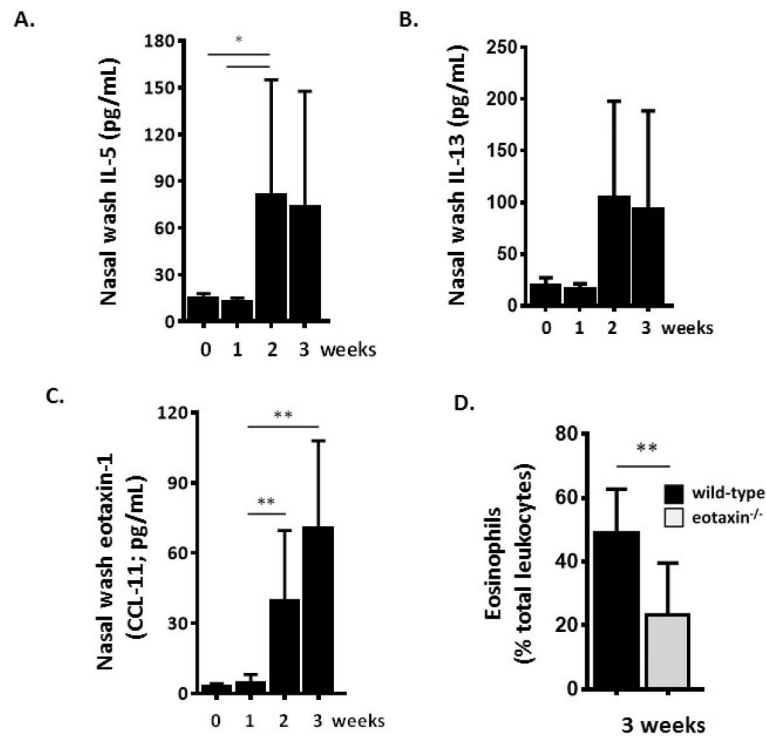 A.
Nasal wash IL-5 (pg/mL)
180
150
120
90
60
30
0
*
0 1 2 3 weeks
B.
Nasal wash IL-13 (pg/mL)
250
200
150
100
50
0
0 1 2 3 weeks
C.
Nasal wash eotaxin-1
(CCL-11; pg/mL)
120
90
60
30
0
**
**
0 1 2 3 weeks
D.
Eosinophils
(% total leukocytes)
80
60
40
20
0
**
wild-type
eotaxin-/-
3 weeks